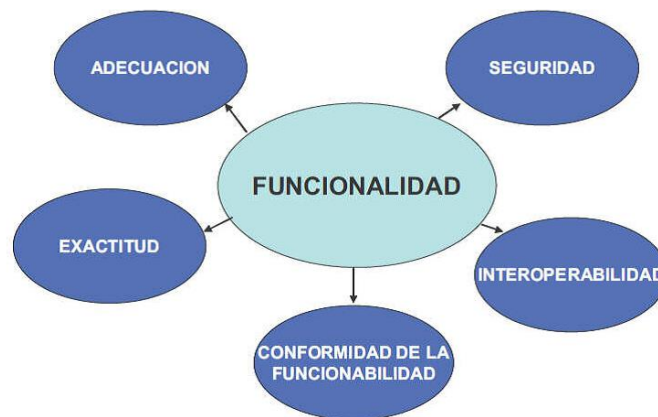 ADECUACION
SEGURIDAD
FUNCIONALIDAD
EXACTITUD
INTEROPERABILIDAD
CONFORMIDAD DE LA
FUNCIONABILIDAD